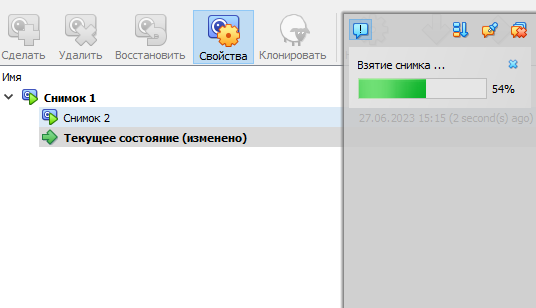 Сделать Удалить Восстановить Свойства Клонировать
Имя
Снимок 1
Снимок 2
Текущее состояние (изменено)
Взятие снимка ...
54%
27.06.2023 15:15 (2 second(s) ago)